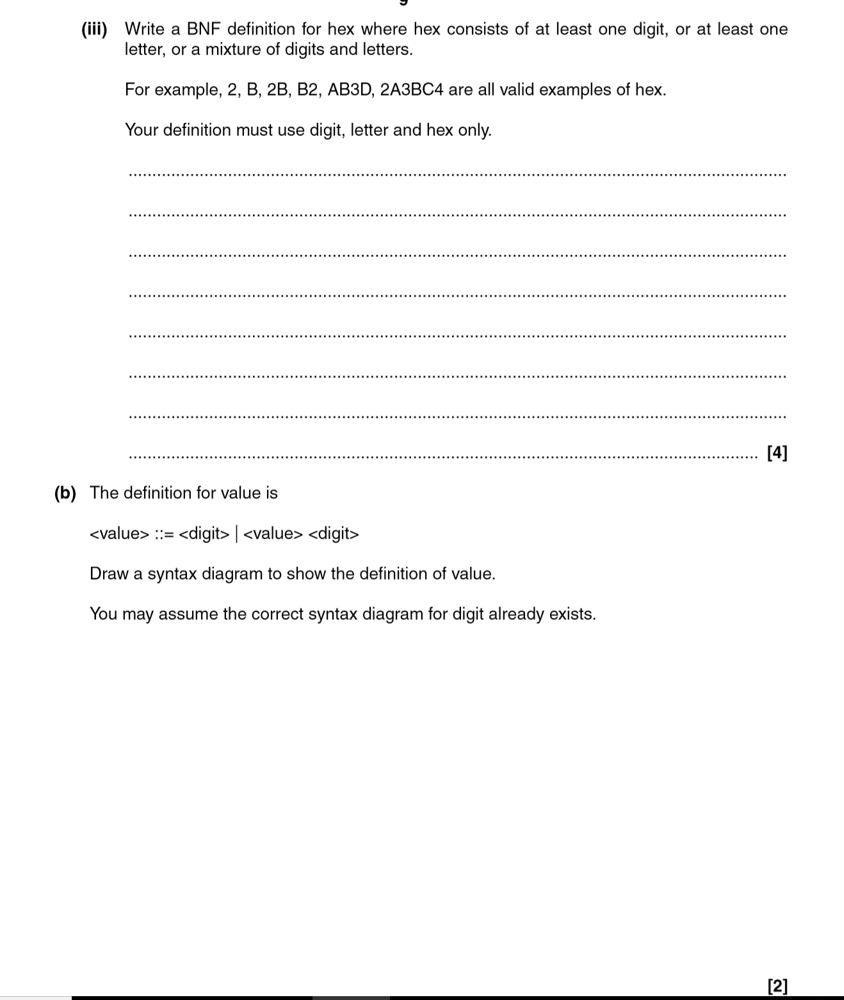 (iii) Write a BNF definition for hex where hex consists of at least one digit, or at least one
letter, or a mixture of digits and letters.
For example, 2, B, 2B, B2, AB3D, 2A3BC4 are all valid examples of hex.
Your definition must use digit, letter and hex only.
[4]
(b) The definition for value is
<value> ::= <digit> | <value> <digit>
Draw a syntax diagram to show the definition of value.
You may assume the correct syntax diagram for digit already exists.
[2]